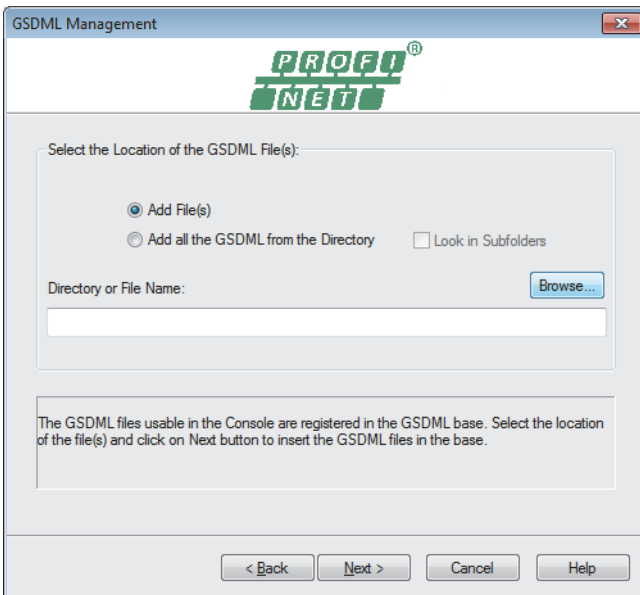 GSDML Management
PROFI®
NET
Select the Location of the GSDML File(s):
Add File(s)
Add all the GSDML from the Directory
Look in Subfolders
Directory or File Name:
Browse...
The GSDML files usable in the Console are registered in the GSDML base. Select the location
of the file(s) and click on Next button to insert the GSDML files in the base.
< Back
Next >
Cancel
Help